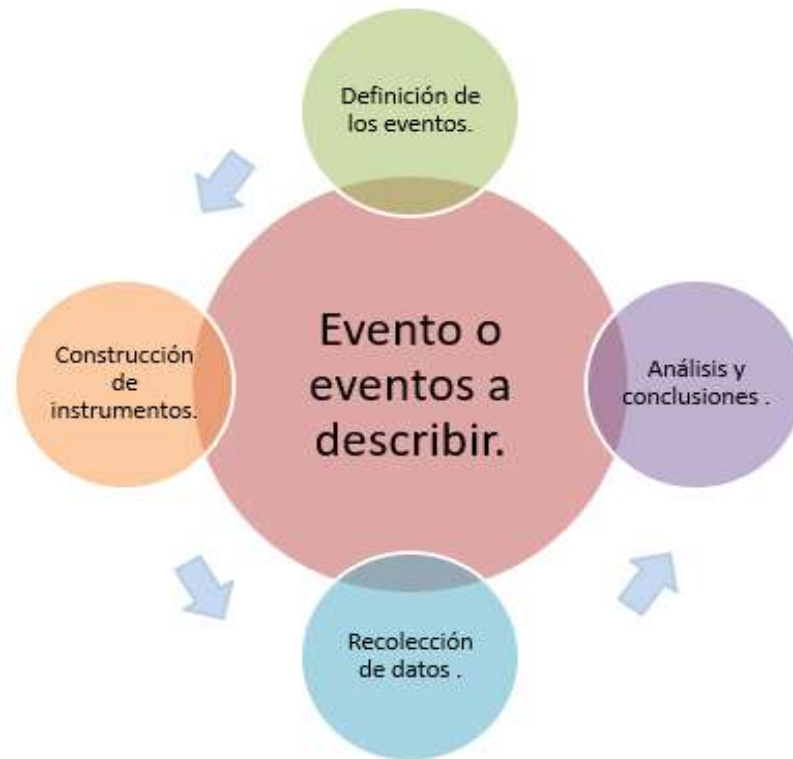 Definición de
los eventos.
Construcción
de
instrumentos.
Evento o
eventos a
describir.
Análisis y
conclusiones .
Recolección
de datos .